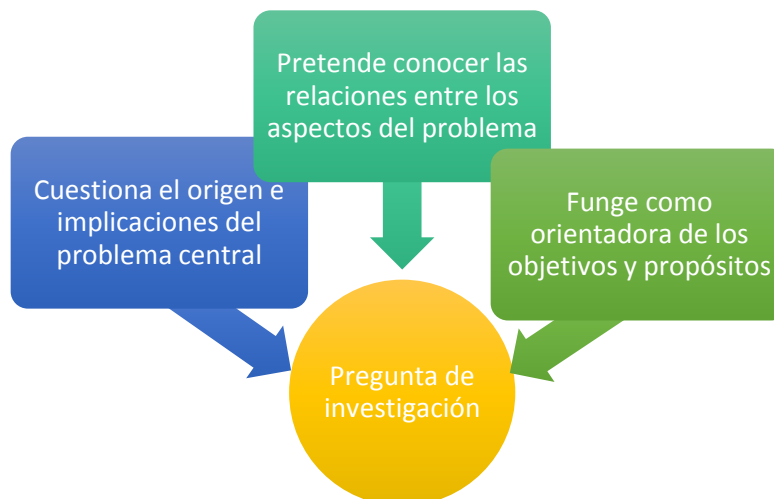 Pretende conocer las
relaciones entre los
aspectos del problema
Cuestiona el origen e
implicaciones del
problema central
Funge como
orientadora de los
objetivos y propósitos
Pregunta de
investigación